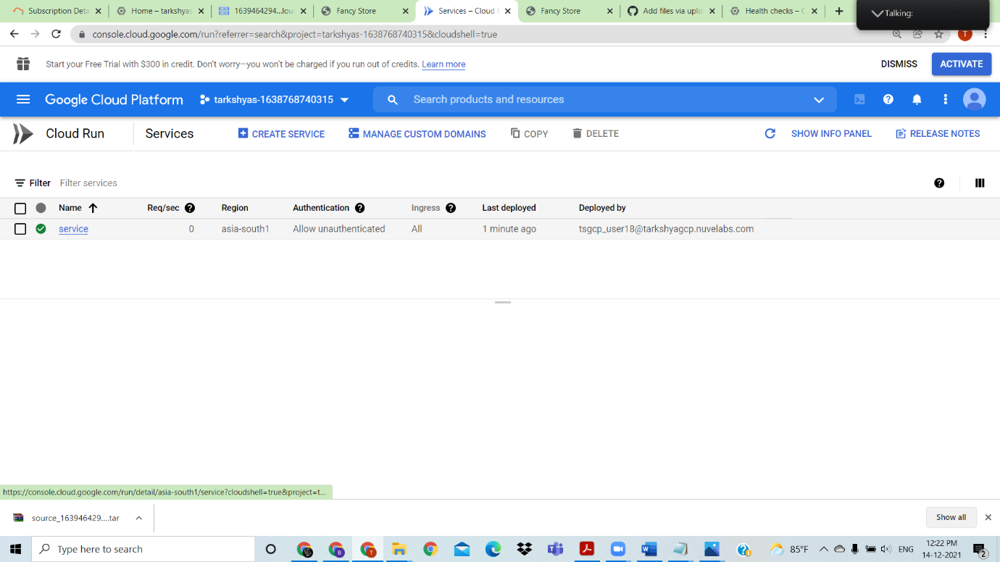 Subscription Deta
Home – tarkshyas
1639464294...lou
Fancy Store
Services – Cloud
Fancy Store
Add files via uplo
Health checks – C
Talking:
console.cloud.google.com/run?referrer=search&project=tarkshyas-1638768740315&cloudshell=true
T
Start your Free Trial with $300 in credit. Don't worry—you won't be charged if you run out of credits. Learn more
DISMISS
ACTIVATE
Google Cloud Platform
tarkshyas-1638768740315
Search products and resources
Cloud Run
Services
CREATE SERVICE
MANAGE CUSTOM DOMAINS
COPY
DELETE
SHOW INFO PANEL
RELEASE NOTES
Filter Filter services
Name Req/sec Region Authentication Ingress Last deployed Deployed by
service 0 asia-south1 Allow unauthenticated All 1 minute ago tsgcp_user18@tarkshyagcp.nuvelabs.com
https://console.cloud.google.com/run/detail/asia-south1/service?cloudshell=true&project=t...
source_163946429....tar
Show all
Type here to search
85°F
ENG
12:22 PM
14-12-2021
2